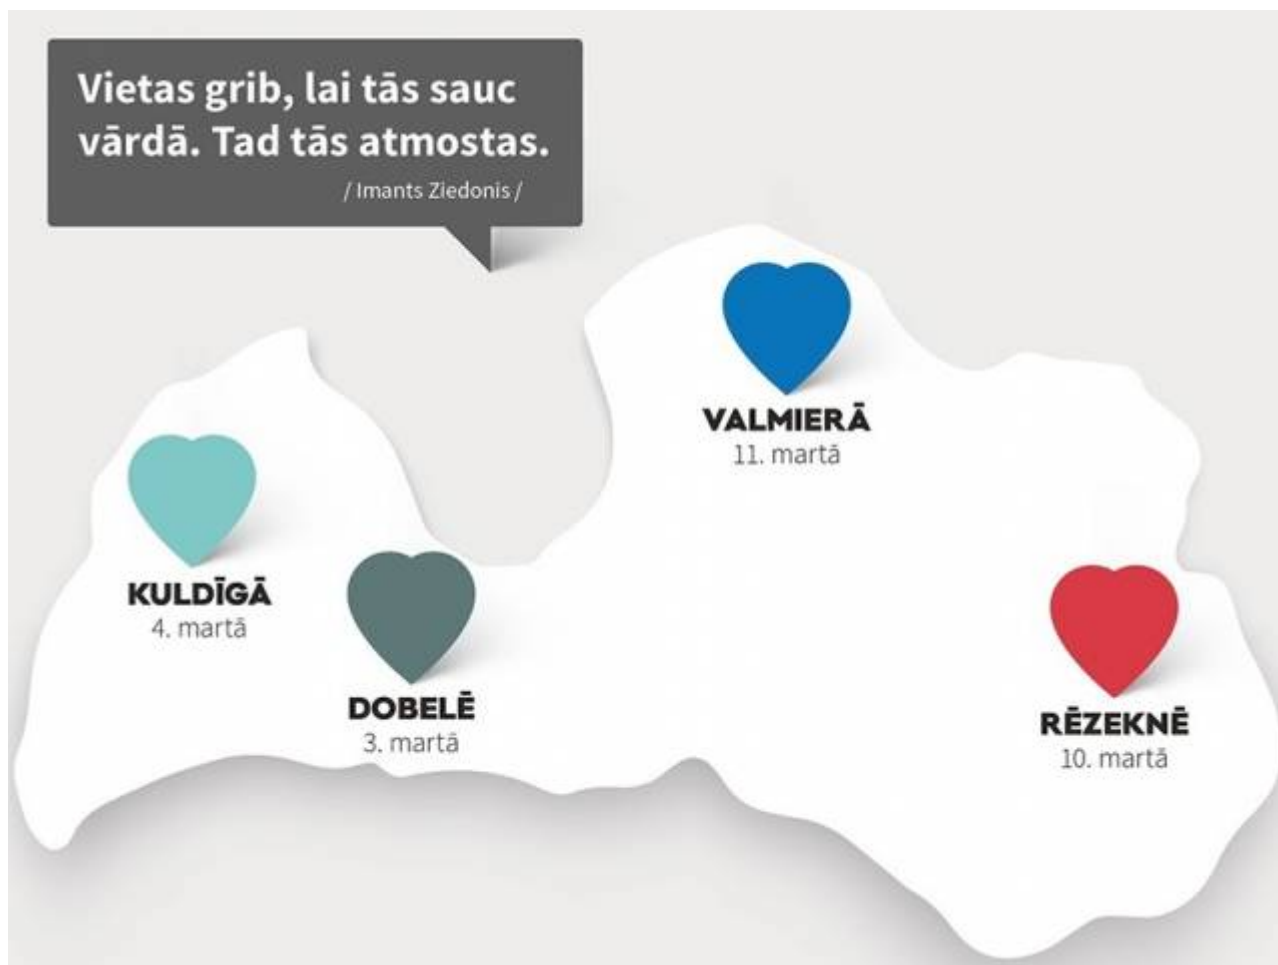 Vietas grib, lai tās sauc
vārdā. Tad tās atmostas.
/ Imants Ziedonis /
VALMIERĀ
11. martā
KULDĪGĀ
4. martā
DOBELĒ
3. martā
RĒZEKNĒ
10. martā